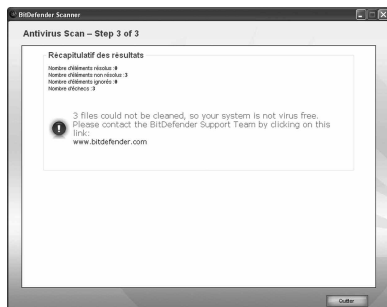 BitDefender Scanner
Antivirus Scan – Step 3 of 3
Récapitulatif des résultats
Nombre d'éléments résolus :0
Nombre d'éléments non résolus :3
Nombre d'éléments ignorés :0
Nombre d'échecs :3
3 files could not be cleaned, so your system is not virus free.
Please contact the BitDefender Support Team by clicking on this
link:
www.bitdefender.com
Quitter